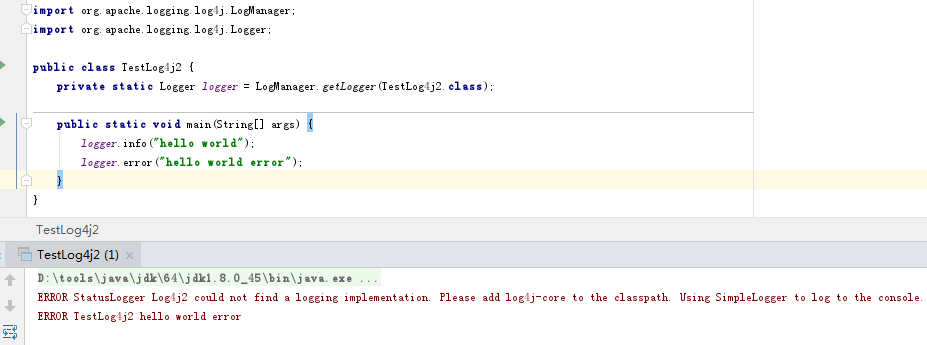 import org.apache.logging.log4j.LogManager;
import org.apache.logging.log4j.Logger;
public class TestLog4j2 {
private static Logger logger = LogManager.getLogger(TestLog4j2.class);
public static void main(String[] args) {
logger.info("hello world");
logger.error("hello world error");
}
}
TestLog4j2
TestLog4j2 (1) ×
D:\tools\java\jdk\64\jdk1.8.0_45\bin\java.exe ...
ERROR StatusLogger Log4j2 could not find a logging implementation. Please add log4j-core to the classpath. Using SimpleLogger to log to the console.
ERROR TestLog4j2 hello world error